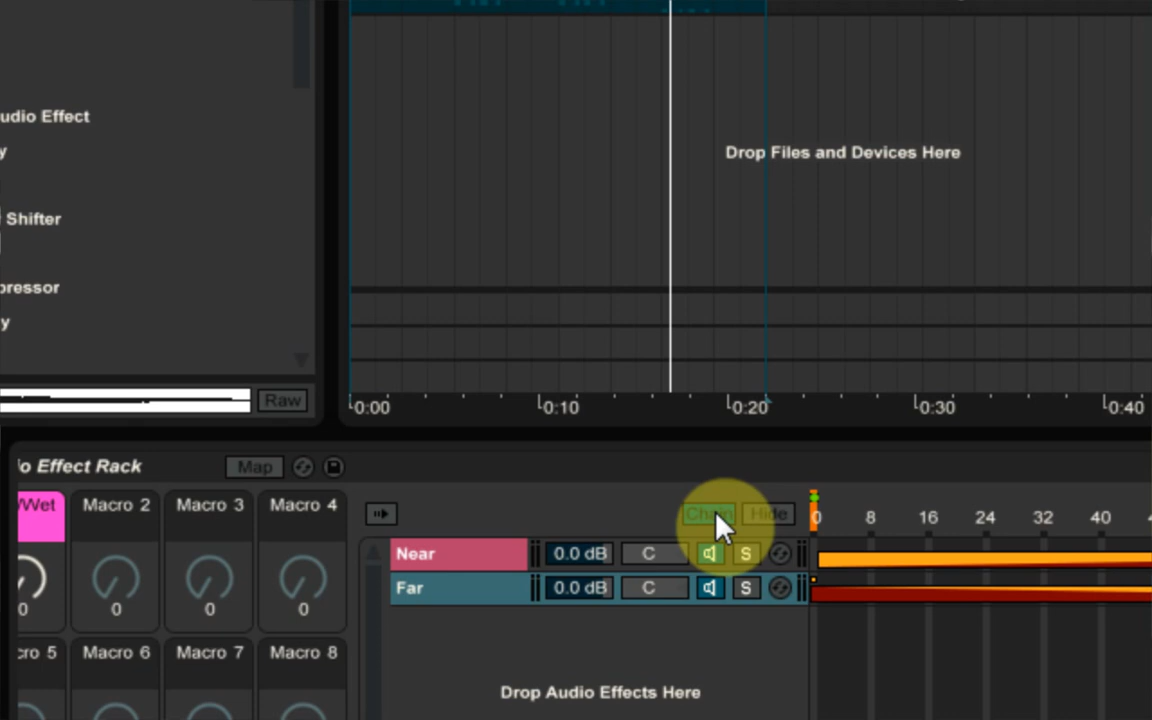 udio Effect
y
Shifter
pressor
y
Raw
Drop Files and Devices Here
0:00
0:10
0:20
0:30
0:40
io Effect Rack
Map
/Wet
Macro 2
Macro 3
Macro 4
0
0
0
0
cro 5
Macro 6
Macro 7
Macro 8
Chain
Hide
0 8 16 24 32 40
Near 0.0 dB C S
Far 0.0 dB C S
Drop Audio Effects Here